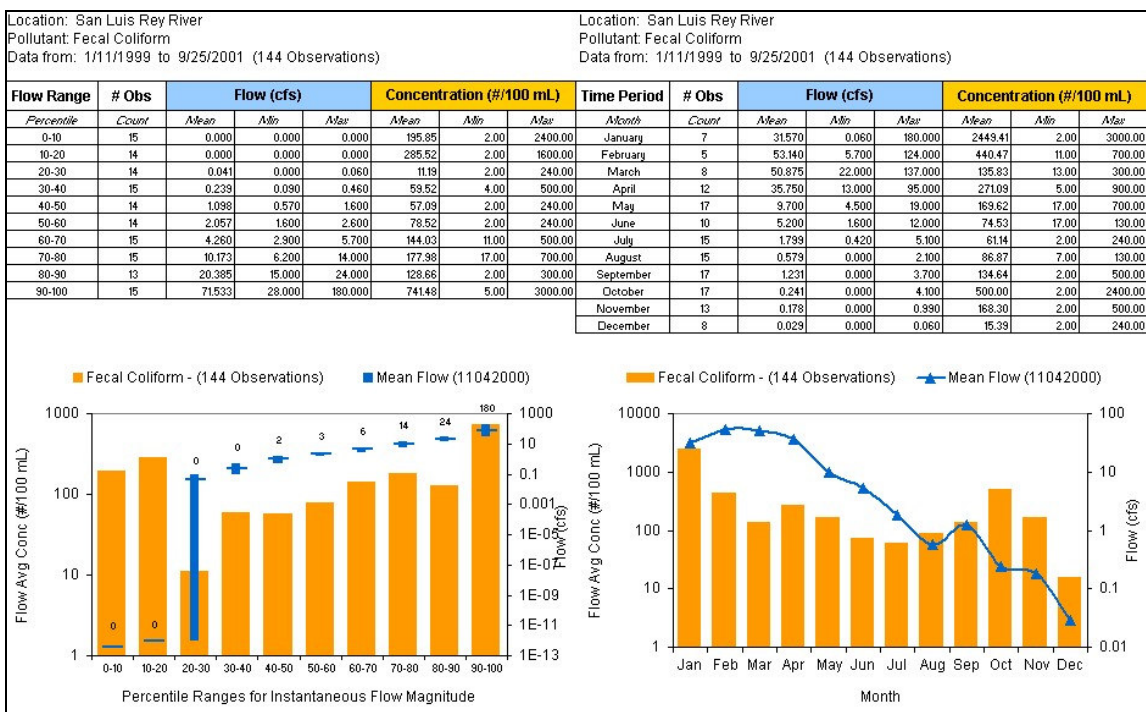 Location: San Luis Rey River
Pollutant: Fecal Coliform
Data from: 1/11/1999 to 9/25/2001 (144 Observations)
Flow Range # Obs Flow (cfs) Concentration (#/100 mL)
Percentile Count Mean Min Max Mean Min Max
0-10 15 0.000 0.000 0.000 195.85 2.00 2400.00
10-20 14 0.000 0.000 0.000 285.52 2.00 1600.00
20-30 14 0.041 0.000 0.060 11.19 2.00 240.00
30-40 15 0.239 0.090 0.460 59.52 4.00 500.00
40-50 14 1.098 0.570 1.600 57.09 2.00 240.00
50-60 14 2.057 1.600 2.600 78.52 2.00 240.00
60-70 15 4.260 2.900 5.700 144.03 11.00 500.00
70-80 15 10.173 6.200 14.000 177.98 17.00 700.00
80-90 13 20.385 15.000 24.000 128.66 2.00 300.00
90-100 15 71.533 28.000 180.000 741.48 5.00 3000.00
Location: San Luis Rey River
Pollutant: Fecal Coliform
Data from: 1/11/1999 to 9/25/2001 (144 Observations)
Time Period # Obs Flow (cfs) Concentration (#/100 mL)
Month Count Mean Min Max Mean Min Max
January 7 31.570 0.060 180.000 2449.41 2.00 3000.00
February 5 53.140 5.700 124.000 440.47 11.00 700.00
March 8 50.875 22.000 137.000 135.83 13.00 300.00
April 12 35.750 13.000 95.000 271.09 5.00 900.00
May 17 9.700 4.500 19.000 169.62 17.00 700.00
June 10 5.200 1.600 12.000 74.53 17.00 130.00
July 15 1.799 0.420 5.100 61.14 2.00 240.00
August 15 0.579 0.000 2.100 86.87 7.00 130.00
September 17 1.231 0.000 3.700 134.64 2.00 500.00
October 17 0.241 0.000 4.100 500.00 2.00 2400.00
November 13 0.178 0.000 0.990 168.30 2.00 500.00
December 8 0.029 0.000 0.060 15.39 2.00 240.00
Fecal Coliform - (144 Observations) Mean Flow (11042000)
Flow Avg Conc (#/100 mL)
1000
100
10
1
0 0 0 0 2 3 6 14 24 180
1000
10
0.1
0.001
1E-05
1E-07
1E-09
1E-11
1E-13
Flow (cfs)
0-10 10-20 20-30 30-40 40-50 50-60 60-70 70-80 80-90 90-100
Percentile Ranges for Instantaneous Flow Magnitude
Fecal Coliform - (144 Observations) Mean Flow (11042000)
Flow Avg Conc (#/100 mL)
10000
1000
100
10
1
100
10
1
0.1
0.01
Flow (cfs)
Jan Feb Mar Apr May Jun Jul Aug Sep Oct Nov Dec
Month